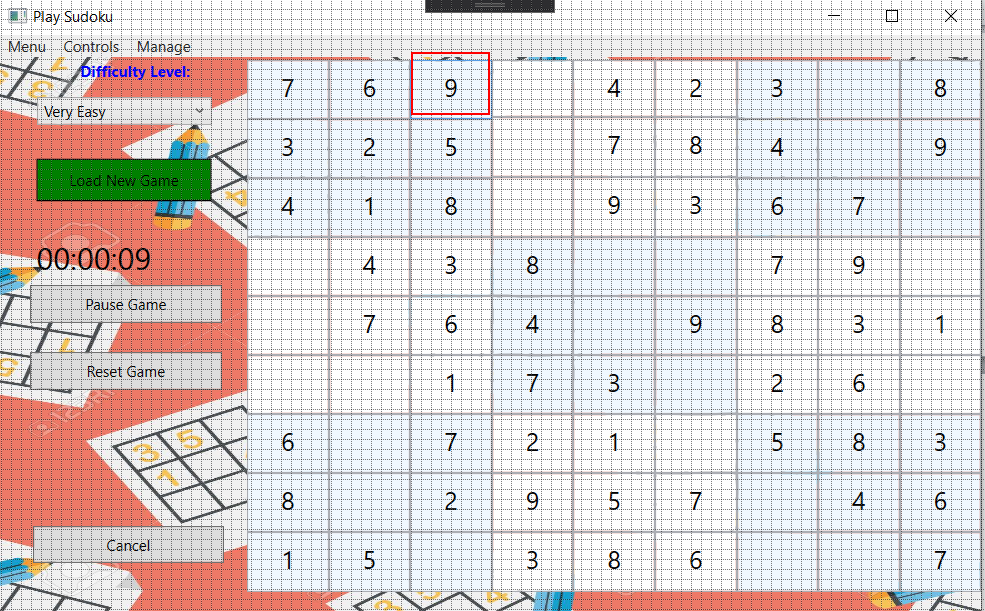 Play Sudoku
Menu Controls Manage
Difficulty Level:
Very Easy
Load New Game
00:00:09
Pause Game
Reset Game
Cancel
7 6 9 4 2 3 8
3 2 5 7 8 4 9
4 1 8 9 3 6 7
4 3 8 7 9
7 6 4 9 8 3 1
1 7 3 2 6
6 7 2 1 5 8 3
8 2 9 5 7 4 6
1 5 3 8 6 7